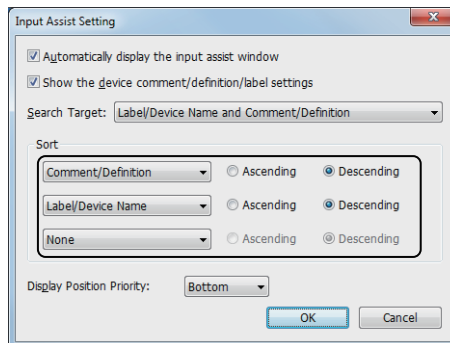 Input Assist Setting
Automatically display the input assist window
Show the device comment/definition/label settings
Search Target: Label/Device Name and Comment/Definition
Sort
Comment/Definition Ascending Descending
Label/Device Name Ascending Descending
None Ascending Descending
Display Position Priority: Bottom
OK Cancel